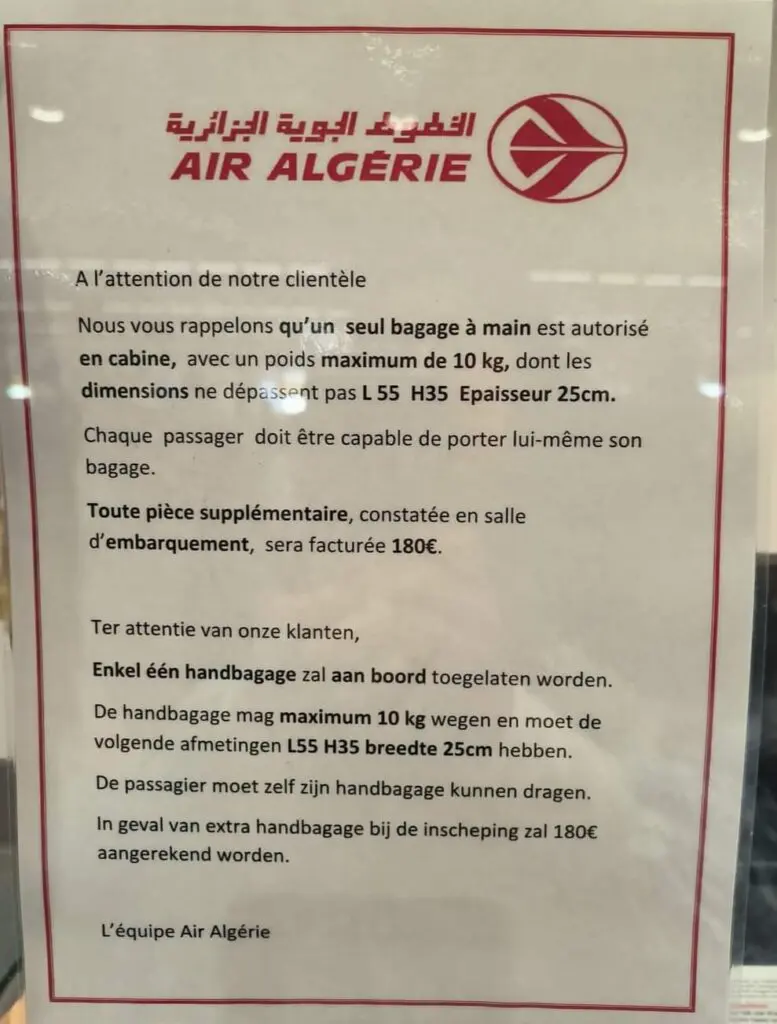 الخطوط الجوية الجزائرية
AIR ALGÉRIE
A l'attention de notre clientèle
Nous vous rappelons qu'un seul bagage à main est autorisé
en cabine, avec un poids maximum de 10 kg, dont les
dimensions ne dépassent pas L 55 H35 Epaisseur 25cm.
Chaque passager doit être capable de porter lui-même son
bagage.
Toute pièce supplémentaire, constatée en salle
d'embarquement, sera facturée 180€.
Ter attentie van onze klanten,
Enkel één handbagage zal aan boord toegelaten worden.
De handbagage mag maximum 10 kg wegen en moet de
volgende afmetingen L55 H35 breedte 25cm hebben.
De passagier moet zelf zijn handbagage kunnen dragen.
In geval van extra handbagage bij de inscheping zal 180€
aangerekend worden.
L'équipe Air Algérie